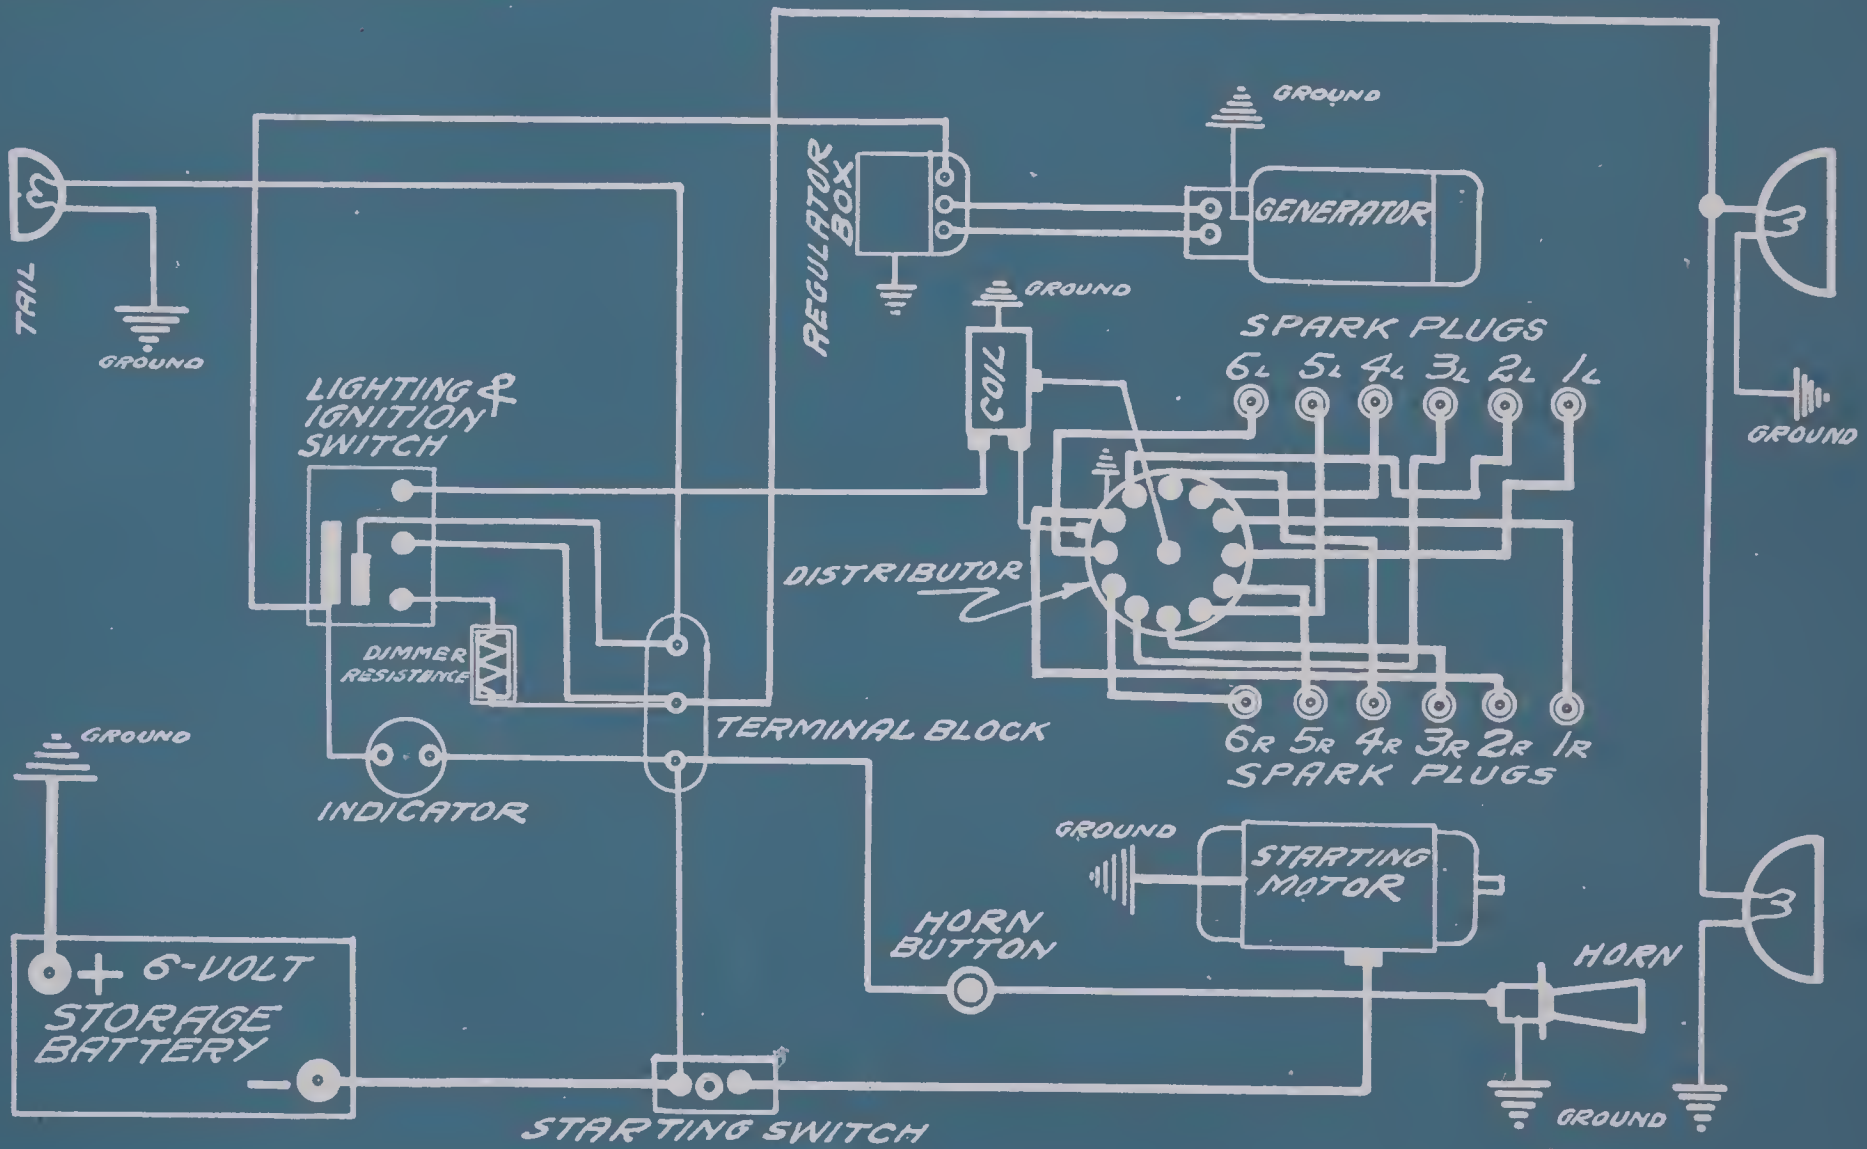 GROUND
GENERATOR
REGULATOR
BOX
TAIL
GROUND
GROUND
COIL
SPARK PLUGS
6L 5L 4L 3L 2L 1L
GROUND
LIGHTING &
IGNITION
SWITCH
DISTRIBUTOR
DIMMER
RESISTANCE
TERMINAL BLOCK
6R 5R 4R 3R 2R 1R
SPARK PLUGS
GROUND
INDICATOR
GROUND
STARTING
MOTOR
HORN
BUTTON
HORN
+ 6-VOLT
STORAGE
BATTERY
-
GROUND
STARTING SWITCH